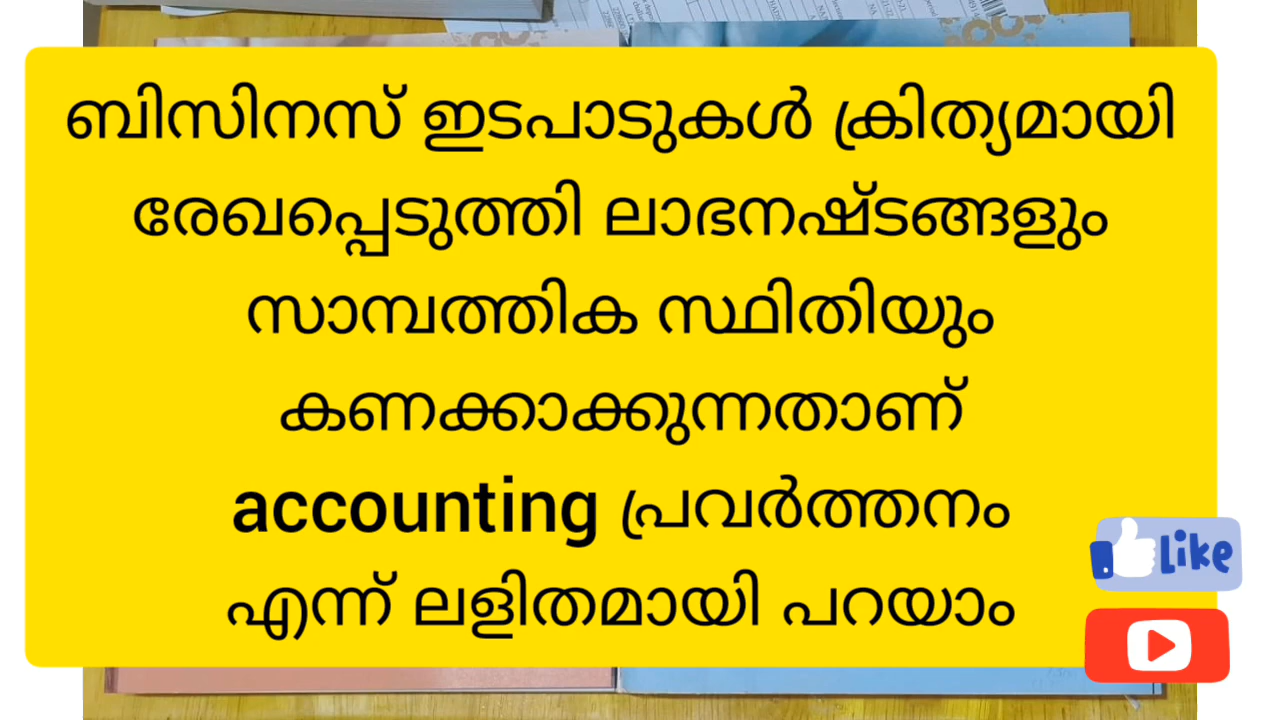 ബിസിനസ് ഇടപാടുകൾ ക്രിത്യമായി
രേഖപ്പെടുത്തി ലാഭനഷ്ടങ്ങളും
സാമ്പത്തിക സ്ഥിതിയും
കണക്കാക്കുന്നതാണ്
accounting പ്രവർത്തനം
എന്ന് ലളിതമായി പറയാം
Like